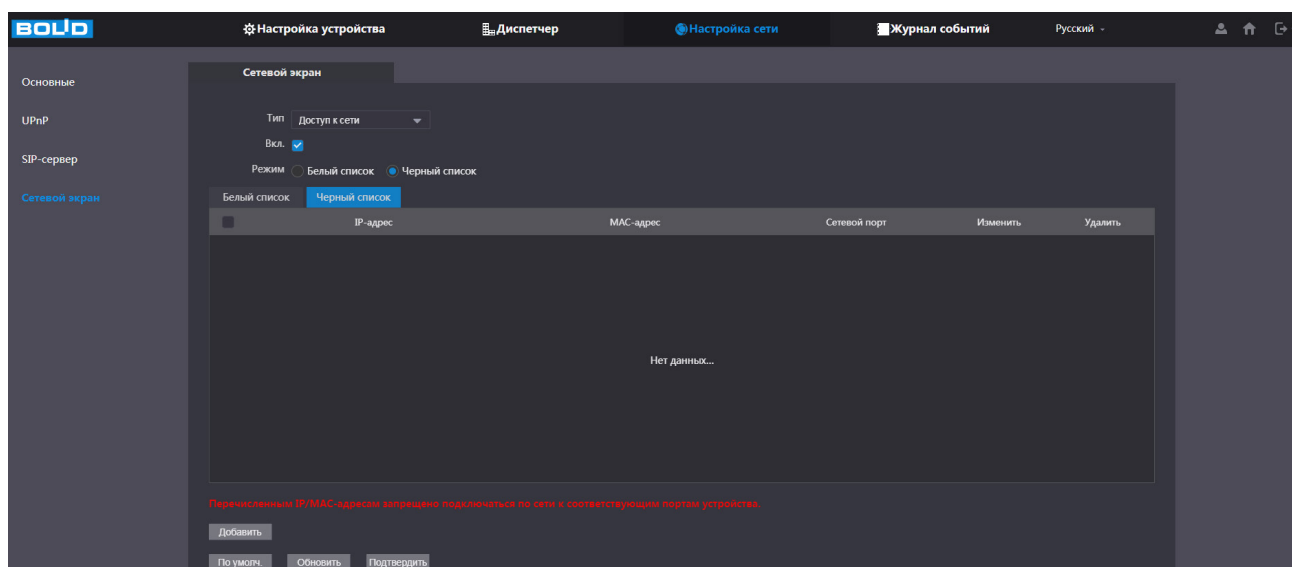 BOLID Настройка устройства Диспетчер Настройка сети Журнал событий Русский
Основные
UPnP
SIP-сервер
Сетевой экран
Сетевой экран
Тип Доступ к сети
Вкл.
Режим Белый список Черный список
Белый список Черный список
IP-адрес MAC-адрес Сетевой порт Изменить Удалить
Нет данных...
Перечисленным IP/MAC-адресам запрещено подключаться по сети к соответствующим портам устройства.
Добавить
По умолч. Обновить Подтвердить